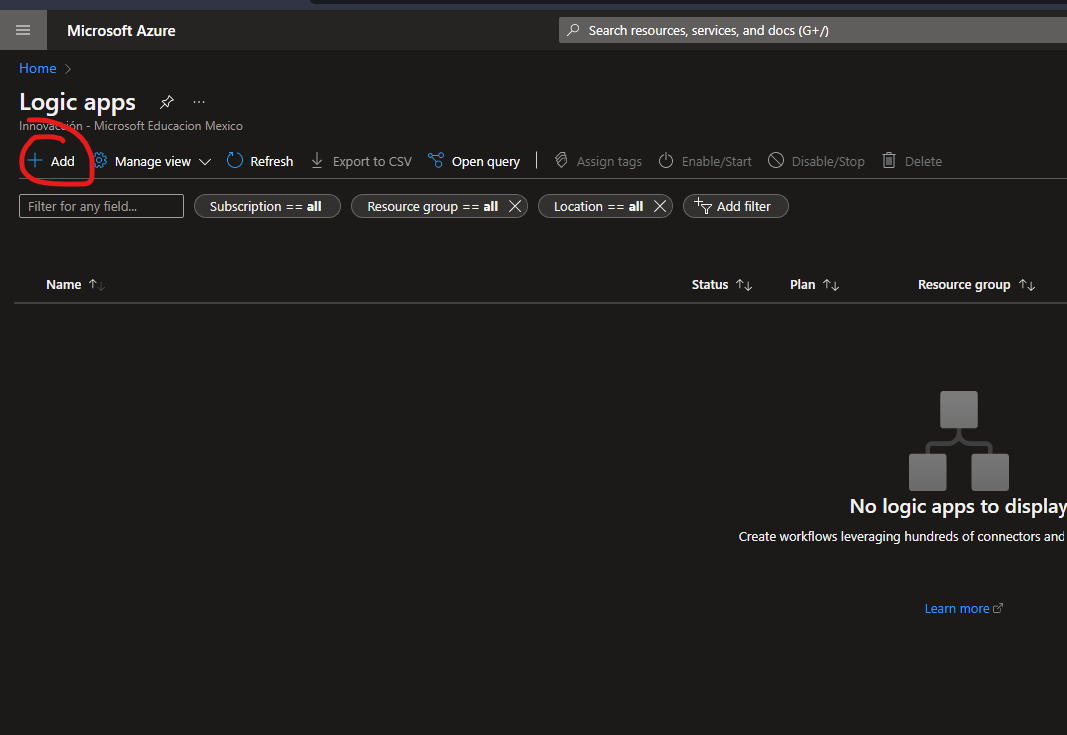 Microsoft Azure
Search resources, services, and docs (G+/)
Home
Logic apps
Innovacción - Microsoft Educacion Mexico
Add
Manage view
Refresh
Export to CSV
Open query
Assign tags
Enable/Start
Disable/Stop
Delete
Filter for any field...
Subscription == all
Resource group == all
Location == all
Add filter
Name
Status
Plan
Resource group
No logic apps to display
Create workflows leveraging hundreds of connectors and
Learn more